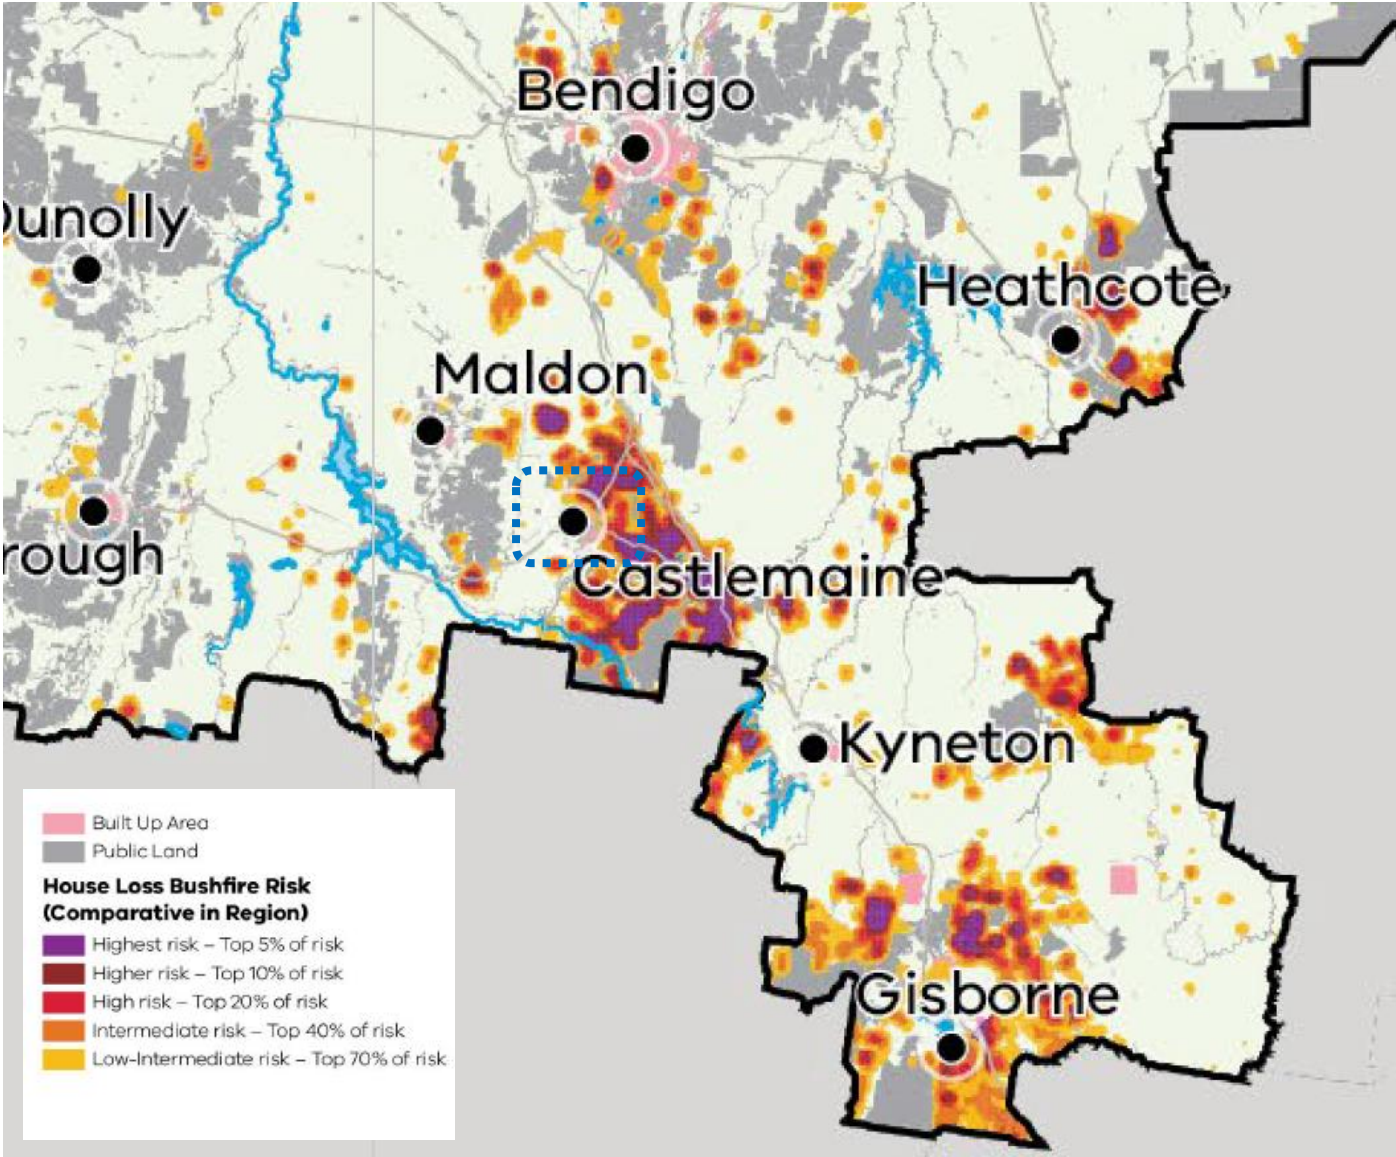 Bendigo
Dunolly
Heathcote
Maldon
rough
Castlemaine
Kyneton
Gisborne
Built Up Area
Public Land
House Loss Bushfire Risk
(Comparative in Region)
Highest risk – Top 5% of risk
Higher risk – Top 10% of risk
High risk – Top 20% of risk
Intermediate risk – Top 40% of risk
Low-Intermediate risk – Top 70% of risk